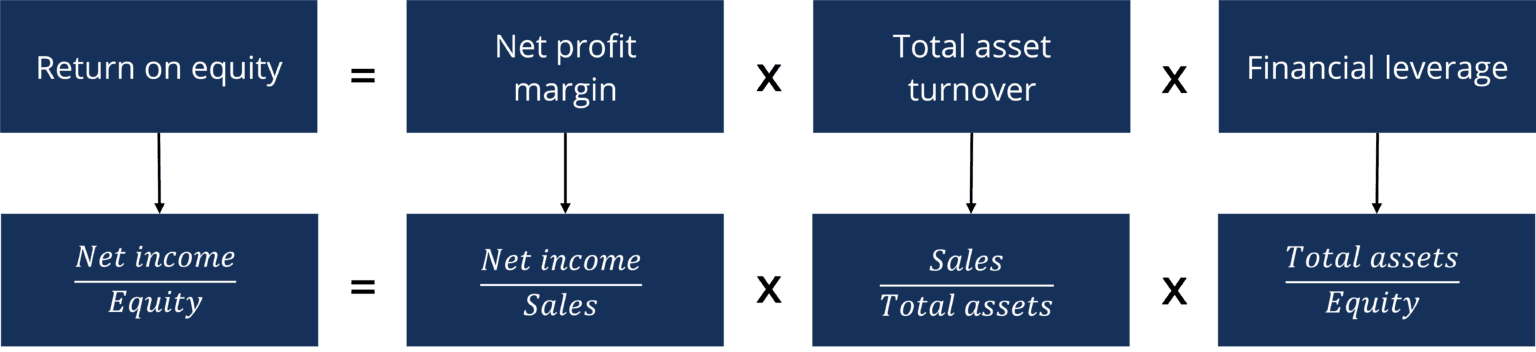 Return on equity
=
Net profit
margin
x
Total asset
turnover
x
Financial leverage
Net income
Equity
=
Net income
Sales
x
Sales
Total assets
x
Total assets
Equity